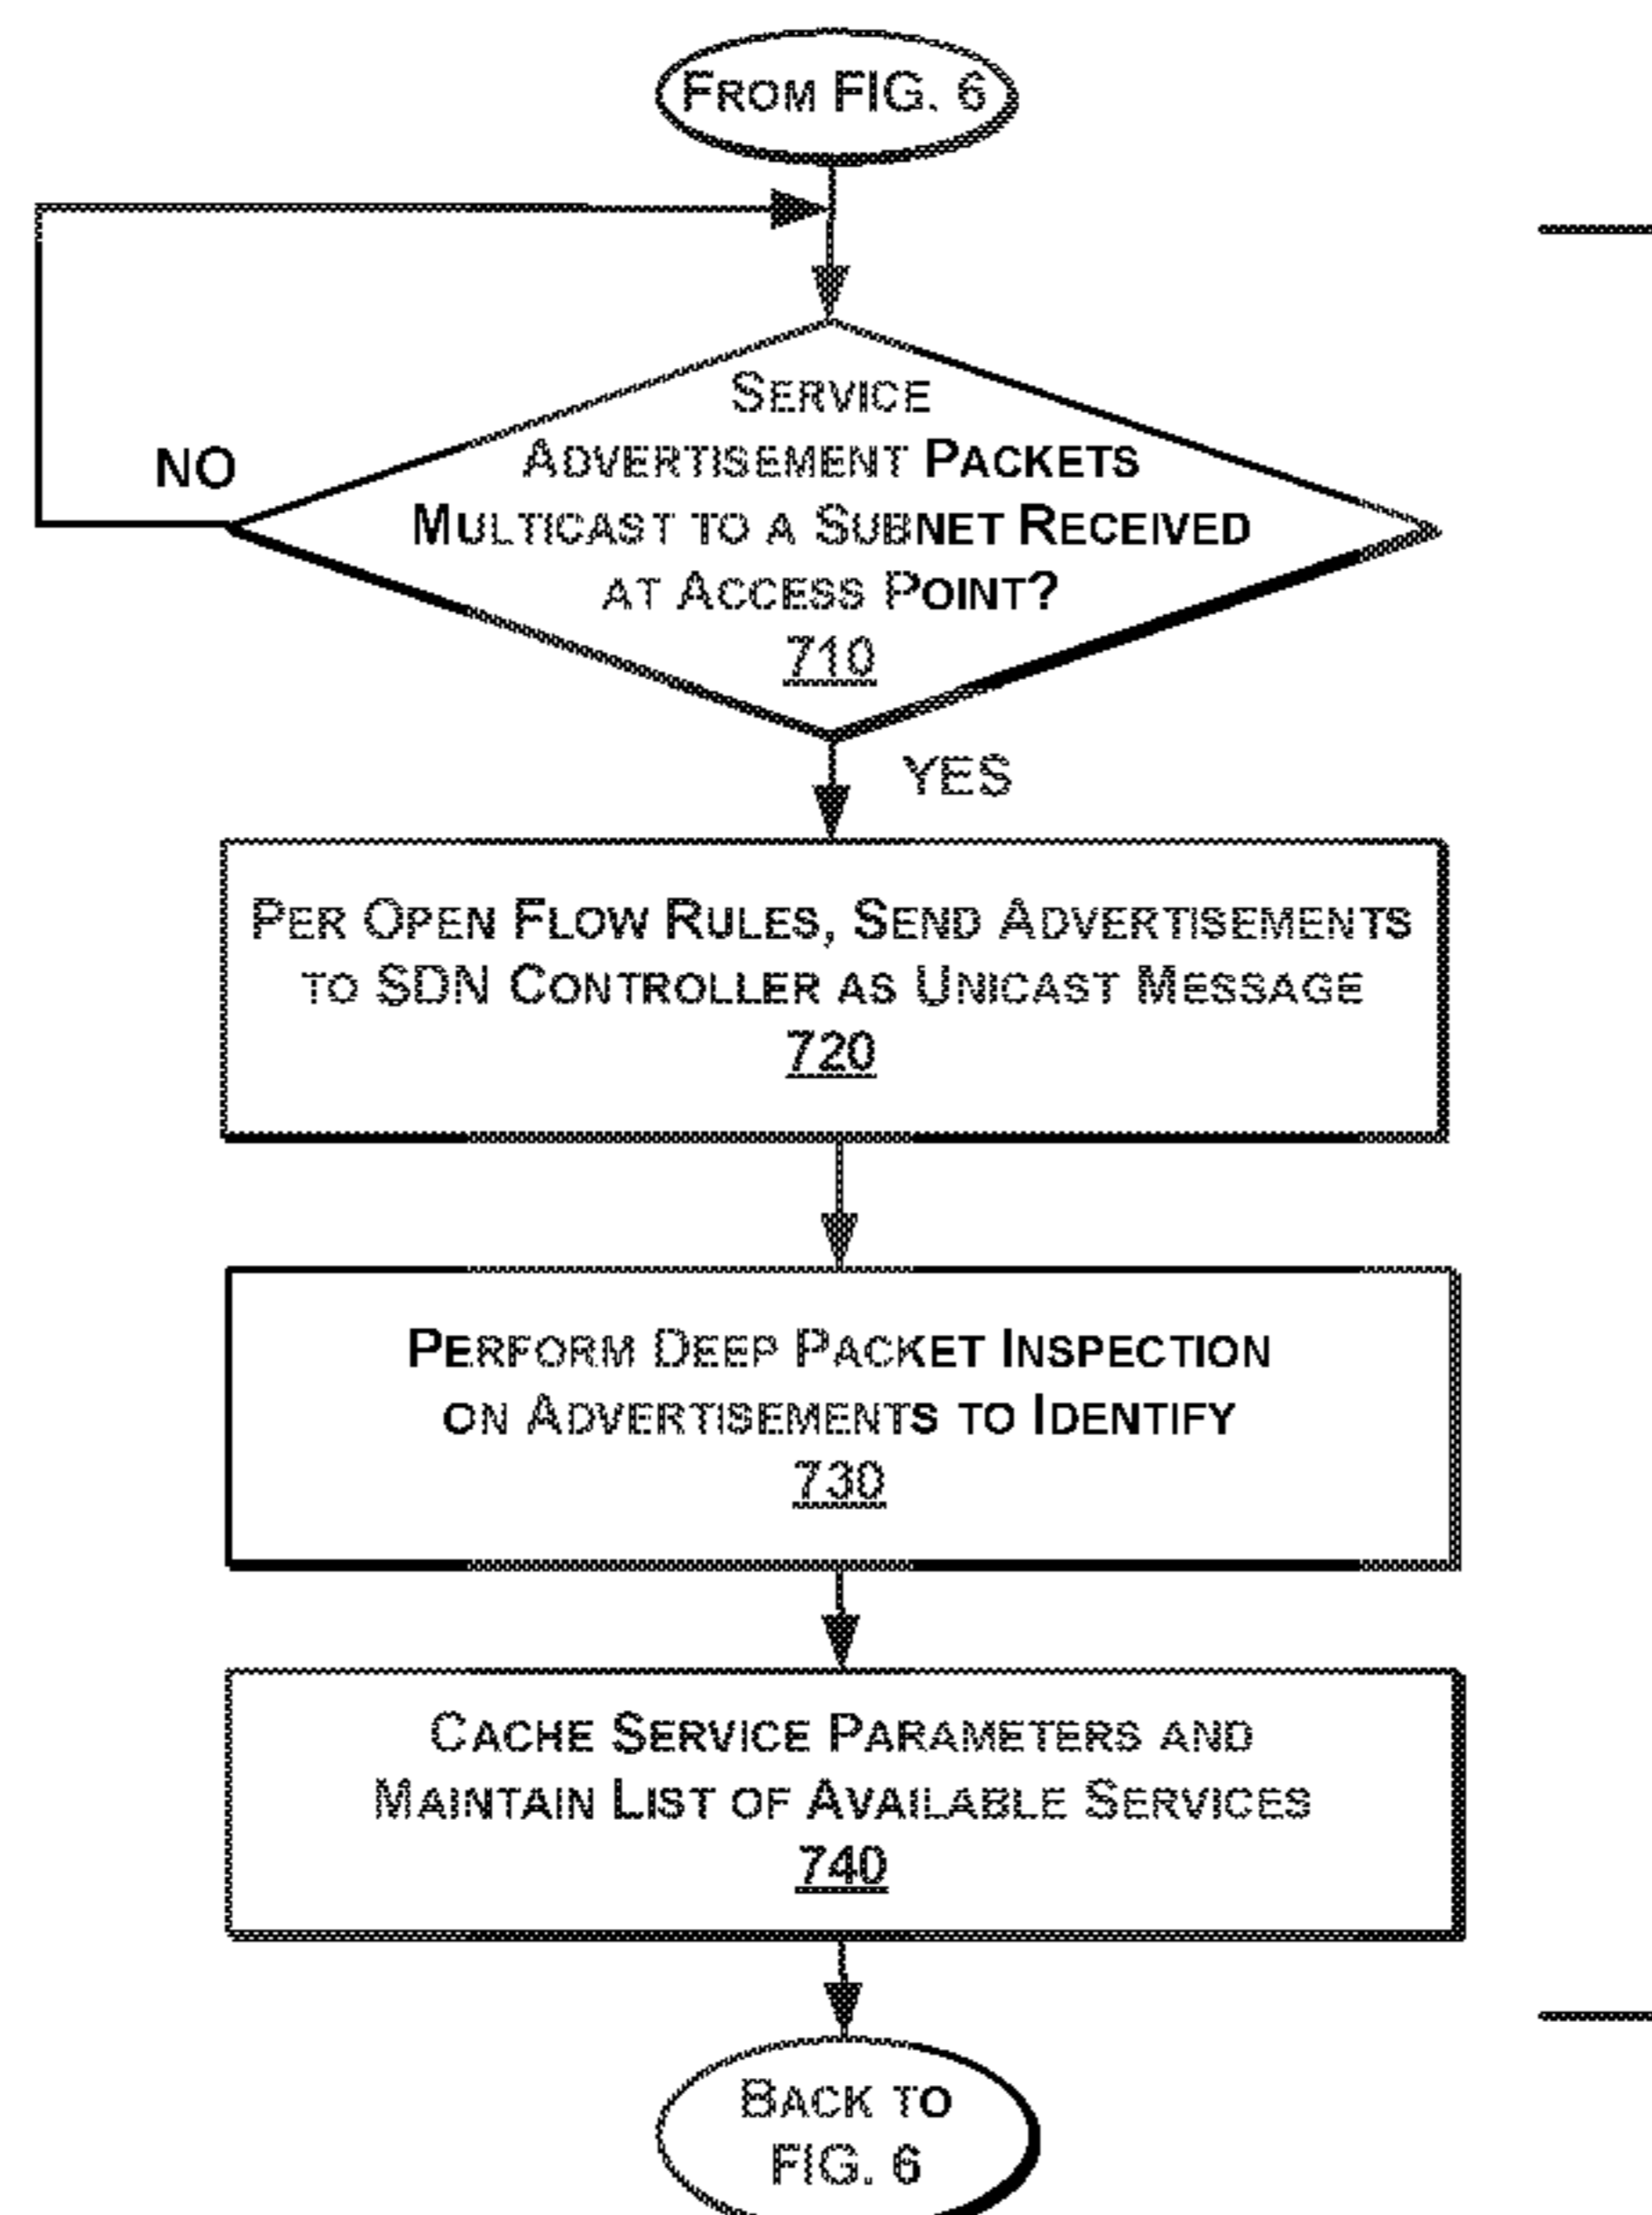 FROM FIG. 6
SERVICE
ADVERTISEMENT PACKETS
MULTICAST TO A SUBNET RECEIVED
AT ACCESS POINT?
710
NO
YES
PER OPEN FLOW RULES, SEND ADVERTISEMENTS
TO SDN CONTROLLER AS UNICAST MESSAGE
720
PERFORM DEEP PACKET INSPECTION
ON ADVERTISEMENTS TO IDENTIFY
730
CACHE SERVICE PARAMETERS AND
MAINTAIN LIST OF AVAILABLE SERVICES
740
BACK TO
FIG. 6